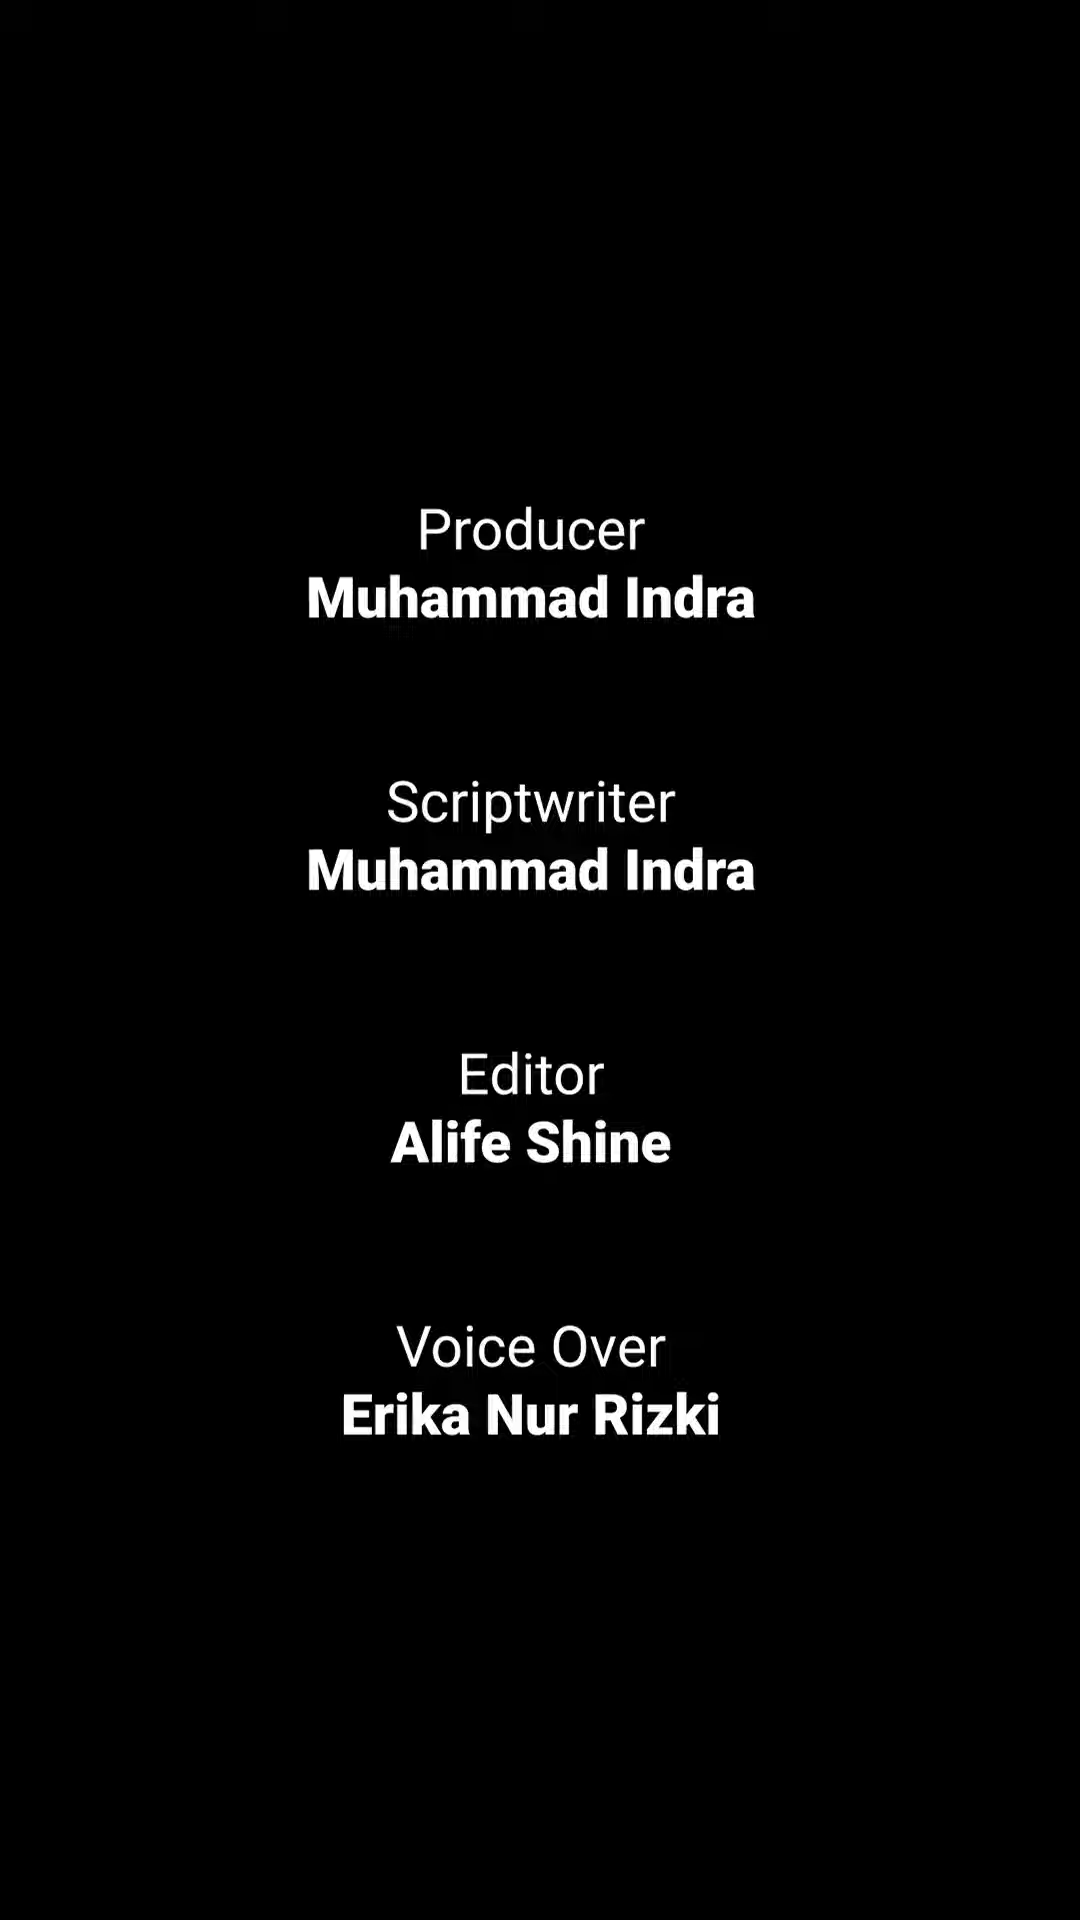 Producer
Muhammad Indra
Scriptwriter
Muhammad Indra
Editor
Alife Shine
Voice Over
Erika Nur Rizki